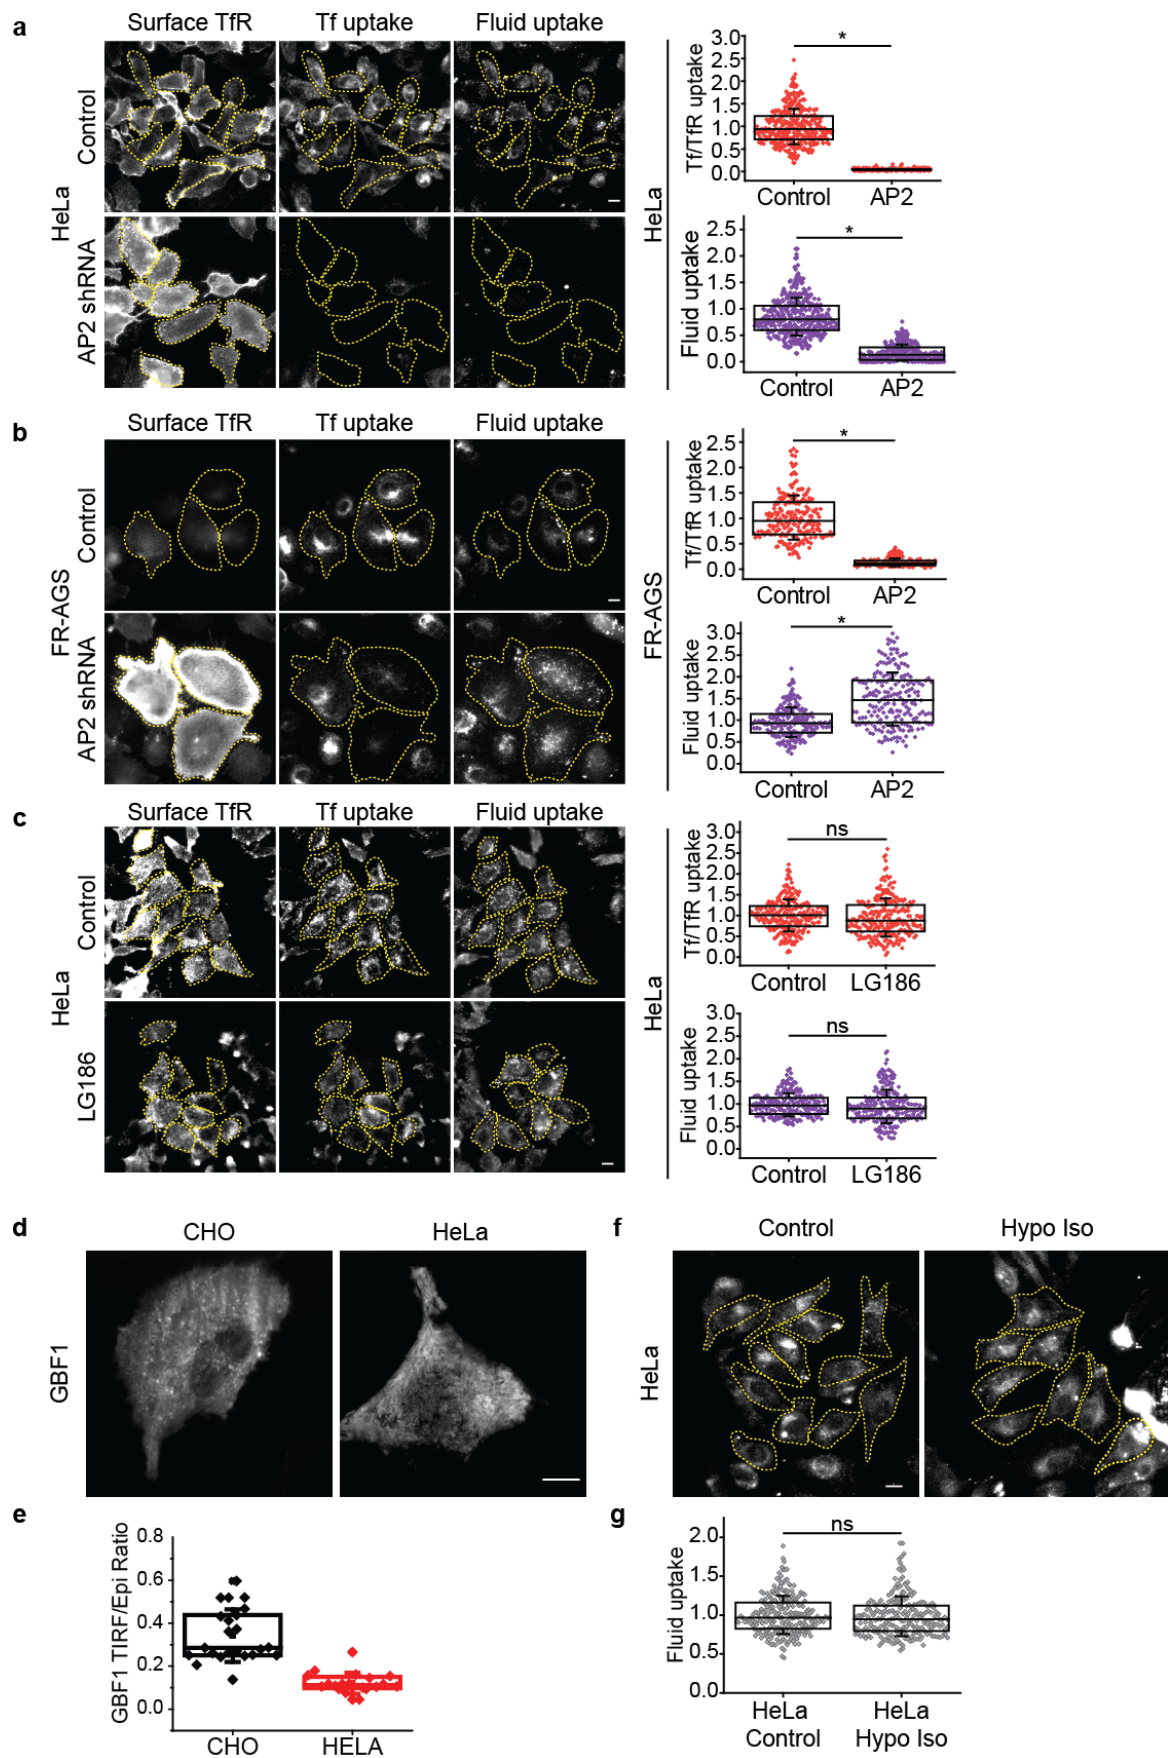 a
Surface TfR Tf uptake Fluid uptake
HeLa
Control
AP2 shRNA
HeLa
Tf/TfR uptake
3.0
2.5
2.0
1.5
1.0
0.5
0.0
*
Control AP2
Fluid uptake
2.5
2.0
1.5
1.0
0.5
0.0
*
Control AP2
b
Surface TfR Tf uptake Fluid uptake
FR-AGS
Control
AP2 shRNA
FR-AGS
Tf/TfR uptake
2.5
2.0
1.5
1.0
0.5
0.0
*
Control AP2
Fluid uptake
3.0
2.5
2.0
1.5
1.0
0.5
0.0
*
Control AP2
c
Surface TfR Tf uptake Fluid uptake
HeLa
Control
LG186
HeLa
Tf/TfR uptake
3.0
2.5
2.0
1.5
1.0
0.5
0.0
ns
Control LG186
Fluid uptake
3.0
2.5
2.0
1.5
1.0
0.5
0.0
ns
Control LG186
d
CHO HeLa
GBF1
e
GBF1 TIRF/Epi Ratio
0.8
0.6
0.4
0.2
0.0
CHO HELA
f
Control Hypo Iso
HeLa
g
Fluid uptake
2.0
1.5
1.0
0.5
0.0
ns
HeLa HeLa
Control Hypo Iso